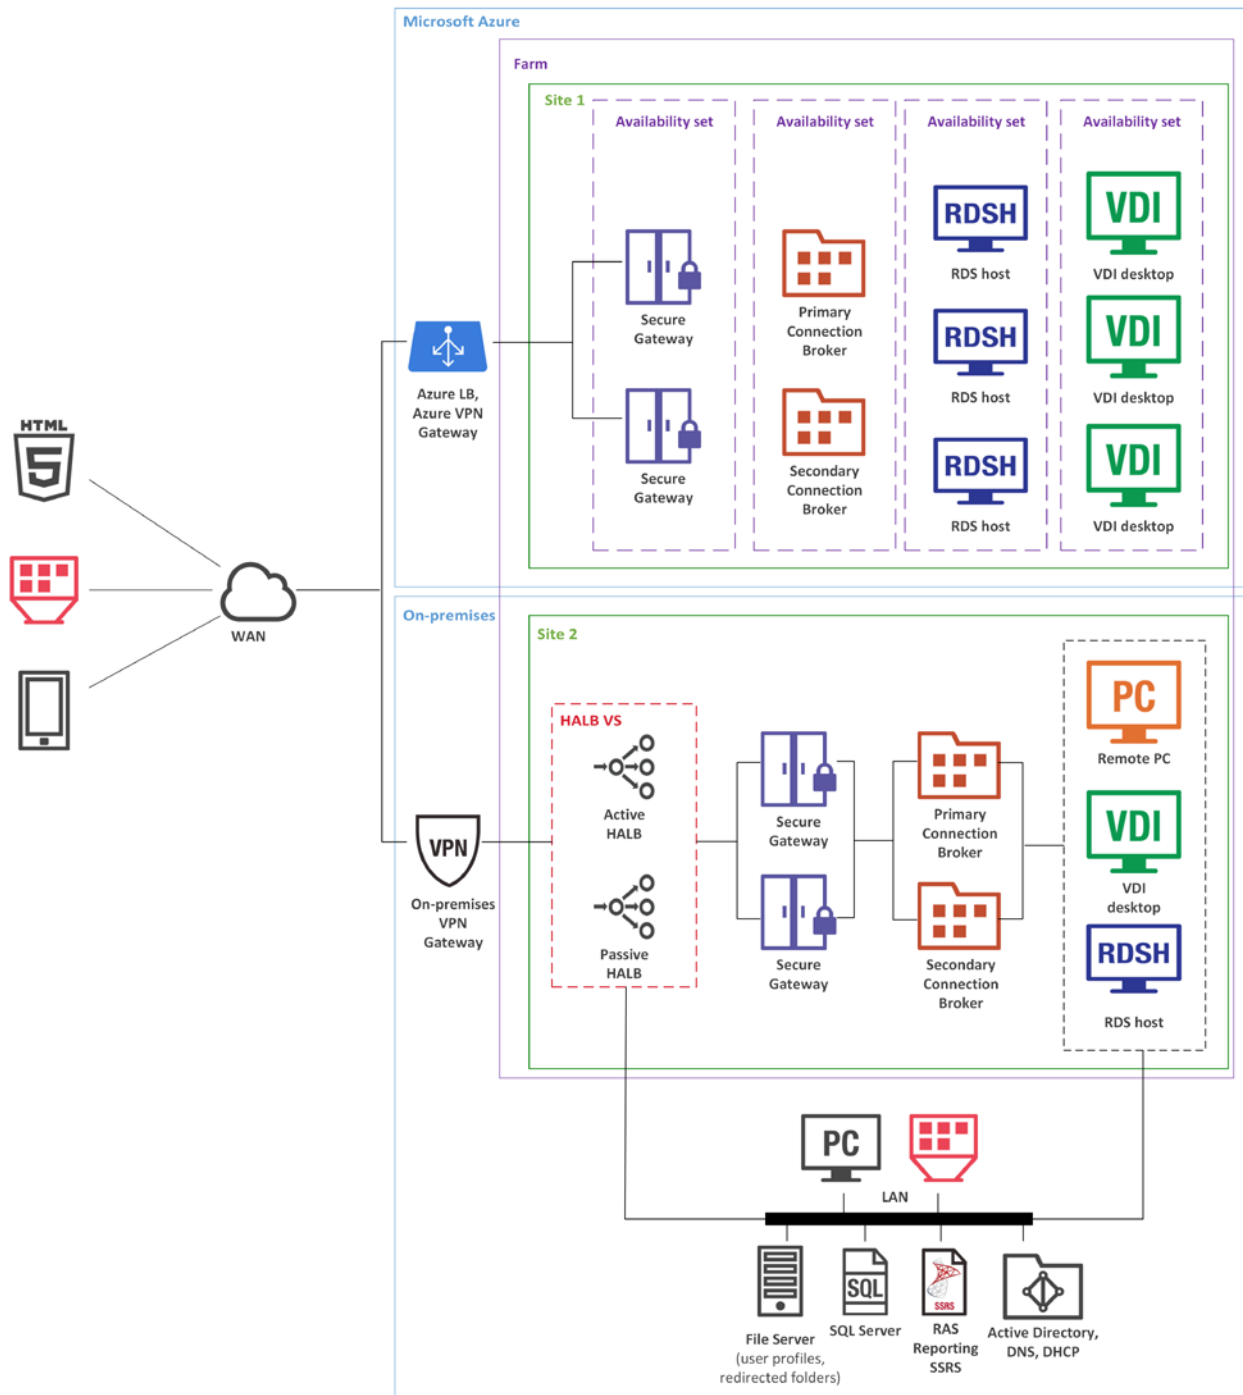 Microsoft Azure
Farm
Site 1
Availability set
Availability set
Availability set
Availability set
RDSH
RDS host
VDI
VDI desktop
Secure
Gateway
Primary
Connection
Broker
RDSH
RDS host
VDI
VDI desktop
Azure LB,
Azure VPN
Gateway
Secure
Gateway
Secondary
Connection
Broker
RDSH
RDS host
VDI
VDI desktop
HTML
5
WAN
On-premises
Site 2
HALB VS
Active
HALB
Passive
HALB
VPN
On-premises
VPN
Gateway
Secure
Gateway
Secure
Gateway
Primary
Connection
Broker
Secondary
Connection
Broker
PC
Remote PC
VDI
VDI
desktop
RDSH
RDS host
PC
LAN
File Server
(user profiles,
redirected folders)
SQL
SQL Server
SSRS
RAS
Reporting
SSRS
Active Directory,
DNS, DHCP